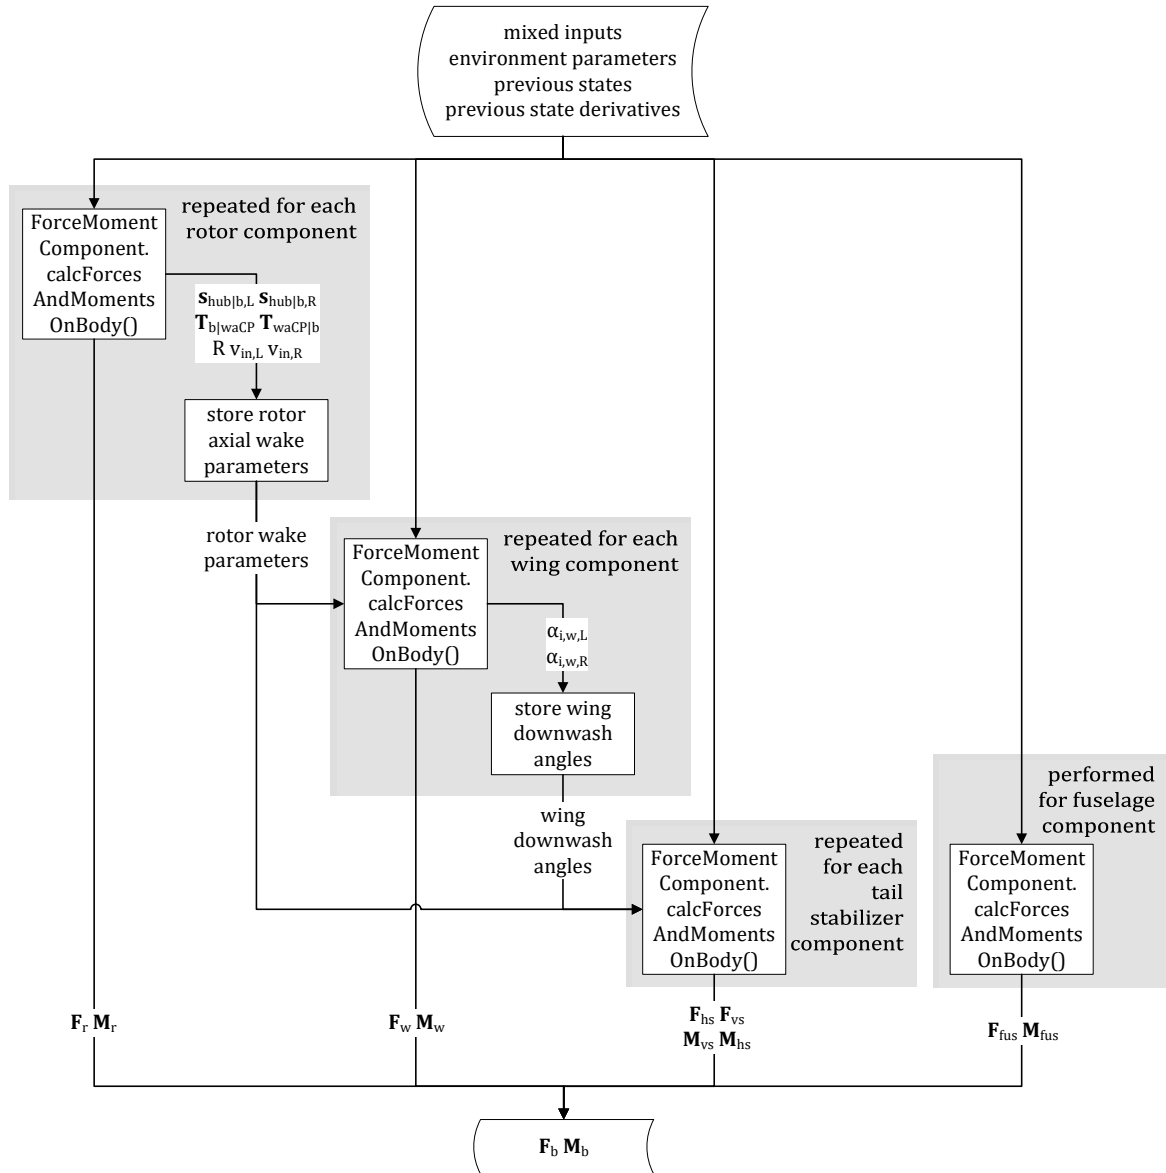 mixed inputs
environment parameters
previous states
previous state derivatives
repeated for each
rotor component
ForceMoment
Component.
calcForces
AndMoments
OnBody()
s_hub|b,L s_hub|b,R
T_b|waCP T_waCP|b
R v_in,L v_in,R
store rotor
axial wake
parameters
rotor wake
parameters
repeated for each
wing component
ForceMoment
Component.
calcForces
AndMoments
OnBody()
α_i,w,L
α_i,w,R
store wing
downwash
angles
wing
downwash
angles
repeated
for each
tail
stabilizer
component
ForceMoment
Component.
calcForces
AndMoments
OnBody()
performed
for fuselage
component
ForceMoment
Component.
calcForces
AndMoments
OnBody()
F_r M_r
F_w M_w
F_hs F_vs
M_vs M_hs
F_fus M_fus
F_b M_b